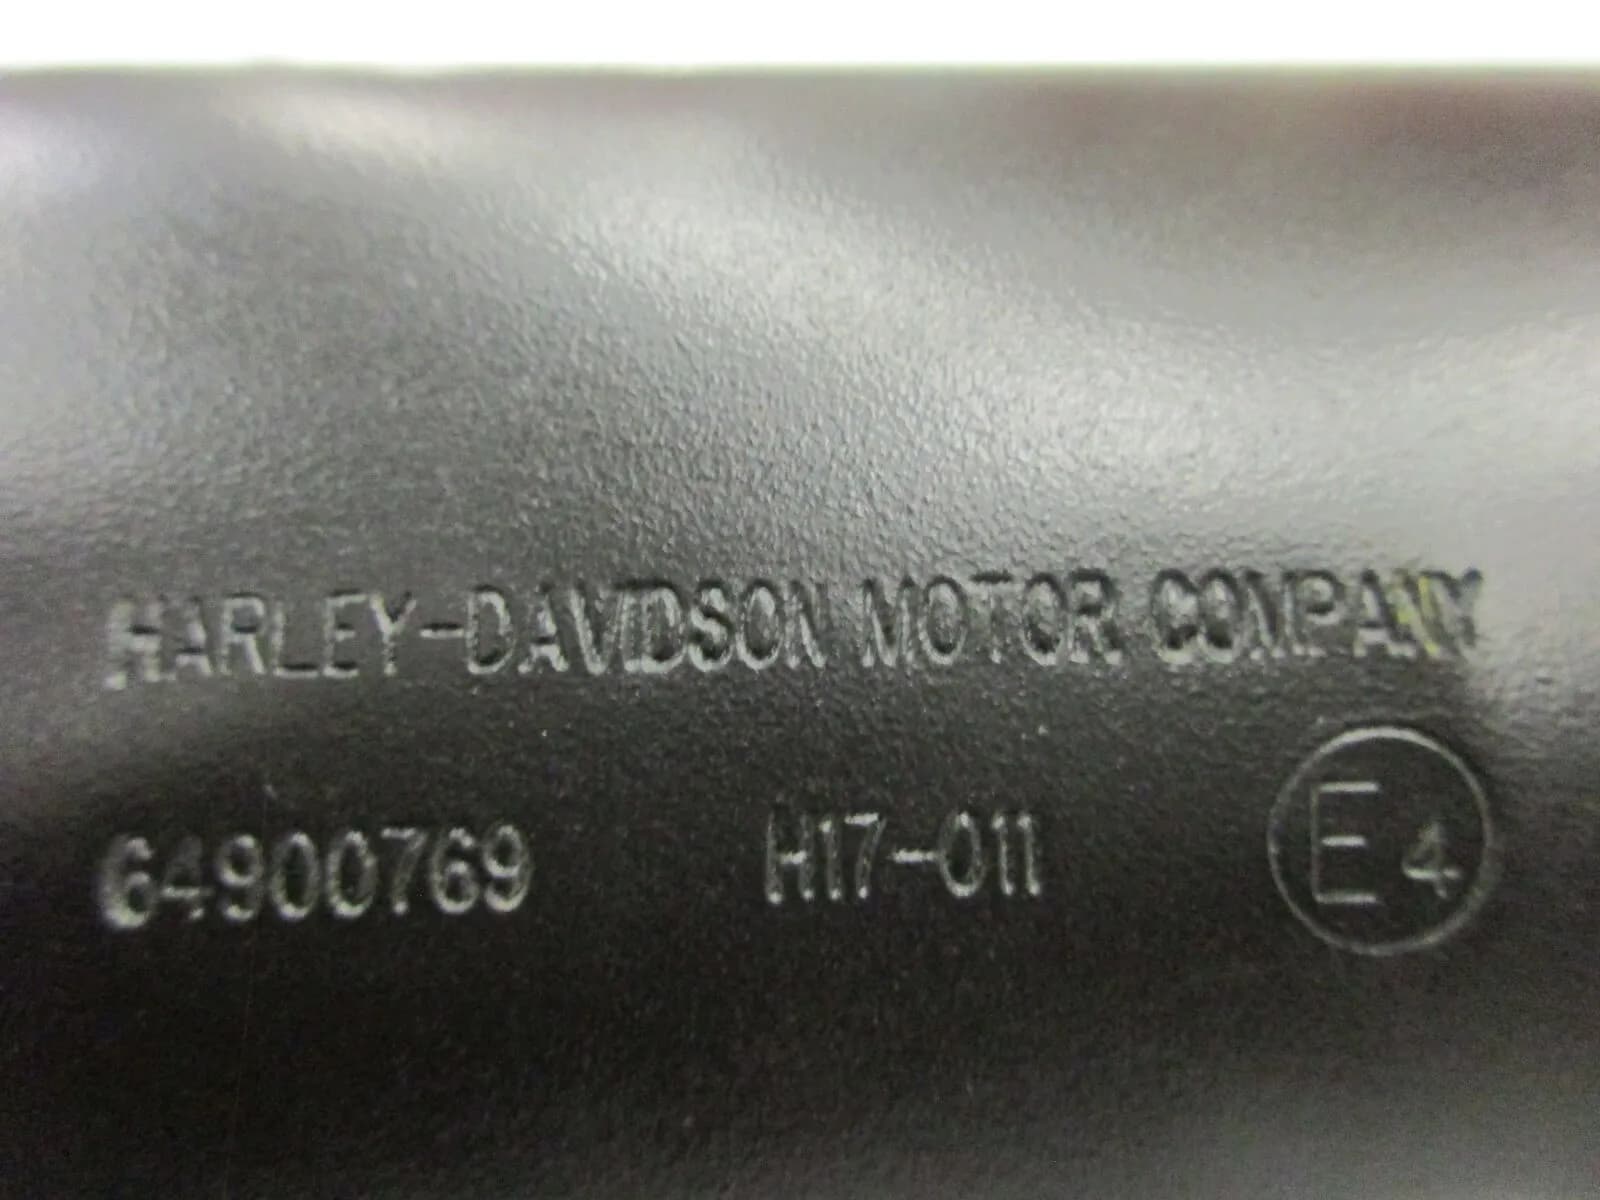 HARLEY-DAVIDSON MOTOR COMPANY
64900769 H17-011 E4